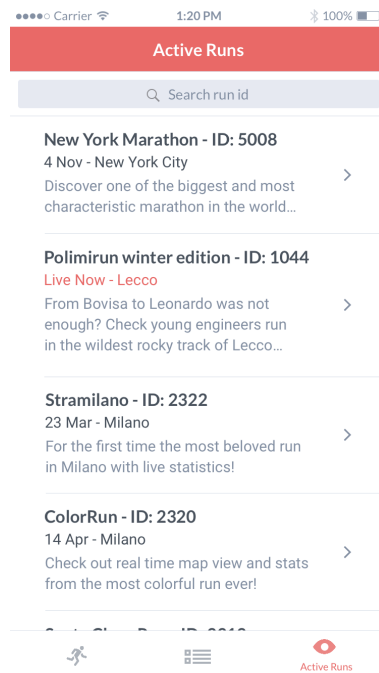 Carrier 1:20 PM 100%
Active Runs
Search run id
New York Marathon - ID: 5008
4 Nov - New York City
Discover one of the biggest and most
characteristic marathon in the world...
Polimirun winter edition - ID: 1044
Live Now - Lecco
From Bovisa to Leonardo was not
enough? Check young engineers run
in the wildest rocky track of Lecco...
Stramilano - ID: 2322
23 Mar - Milano
For the first time the most beloved run
in Milano with live statistics!
ColorRun - ID: 2320
14 Apr - Milano
Check out real time map view and stats
from the most colorful run ever!
Active Runs